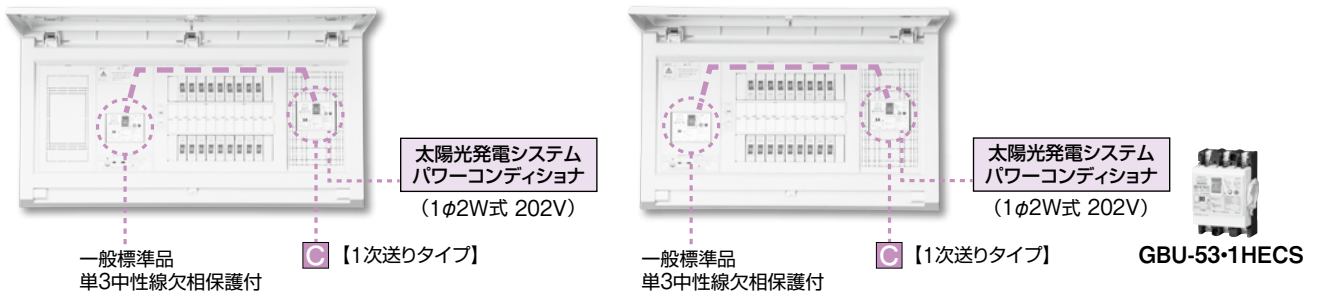 太陽光発電システム
パワーコンディショナ
（1φ2W式 202V）
一般標準品
単3中性線欠相保護付
C【1次送りタイプ】
太陽光発電システム
パワーコンディショナ
（1φ2W式 202V）
一般標準品
単3中性線欠相保護付
C【1次送りタイプ】
GBU-53•1HECS